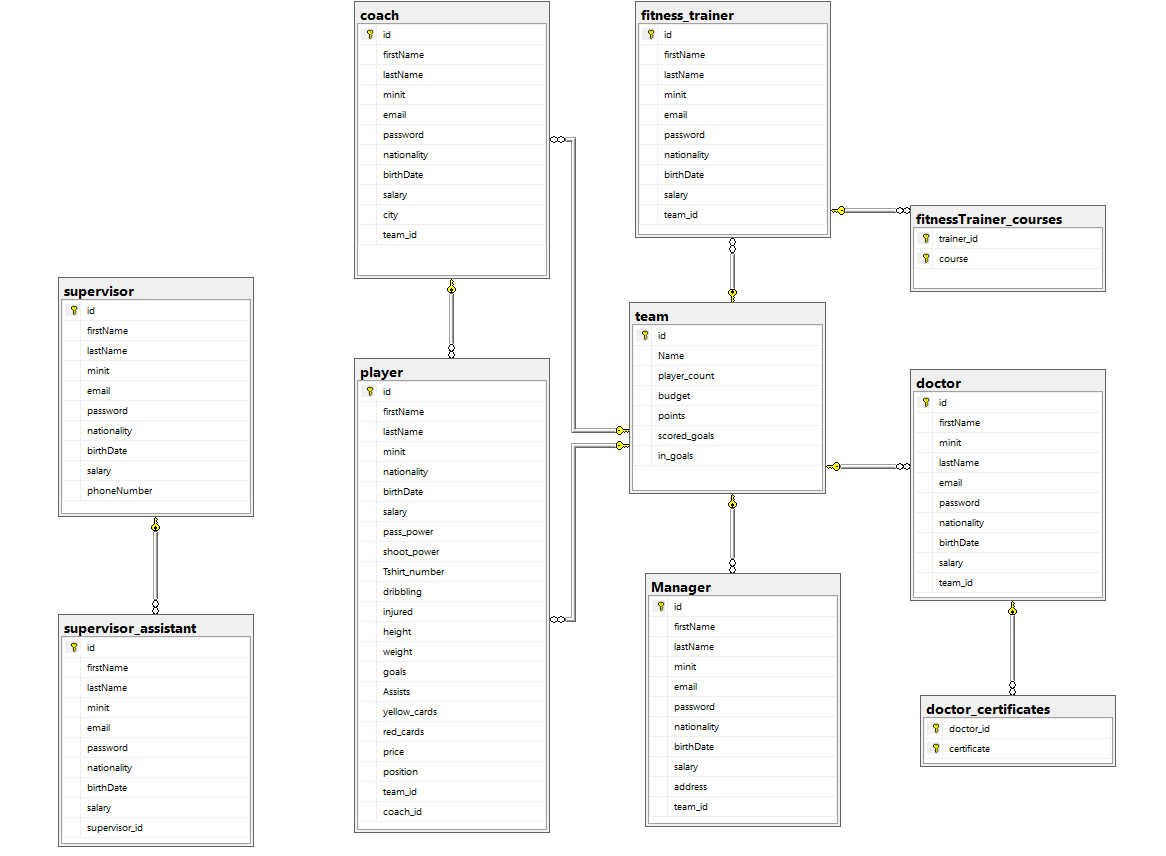 coach
id
firstName
lastName
minit
email
password
nationality
birthDate
salary
city
team_id
fitness_trainer
id
firstName
lastName
minit
email
password
nationality
birthDate
salary
team_id
fitnessTrainer_courses
trainer_id
course
supervisor
id
firstName
lastName
minit
email
password
nationality
birthDate
salary
phoneNumber
team
id
Name
player_count
budget
points
scored_goals
in_goals
player
id
firstName
lastName
minit
nationality
birthDate
salary
pass_power
shoot_power
Tshirt_number
dribbling
injured
height
weight
goals
Assists
yellow_cards
red_cards
price
position
team_id
coach_id
doctor
id
firstName
minit
lastName
email
password
nationality
birthDate
salary
team_id
Manager
id
firstName
lastName
minit
email
password
nationality
birthDate
salary
address
team_id
supervisor_assistant
id
firstName
lastName
minit
email
password
nationality
birthDate
salary
supervisor_id
doctor_certificates
doctor_id
certificate